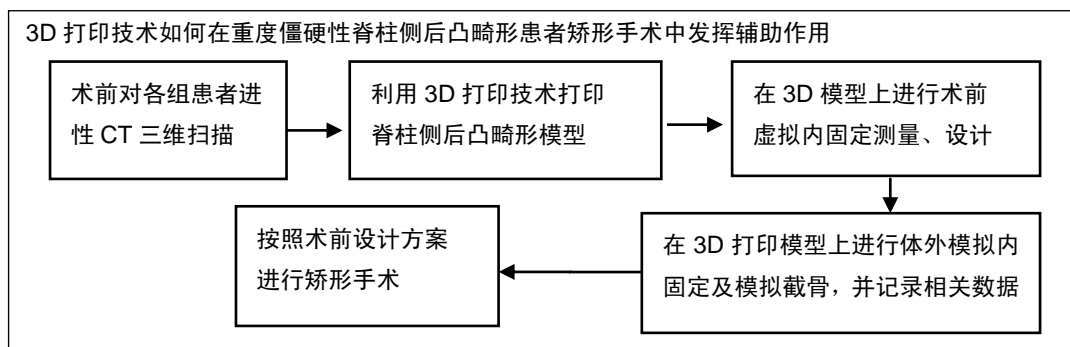 3D 打印技术如何在重度僵硬性脊柱侧后凸畸形患者矫形手术中发挥辅助作用
术前对各组患者进
性 CT 三维扫描
利用 3D 打印技术打印
脊柱侧后凸畸形模型
在 3D 模型上进行术前
虚拟内固定测量、设计
在 3D 打印模型上进行体外模拟内
固定及模拟截骨，并记录相关数据
按照术前设计方案
进行矫形手术